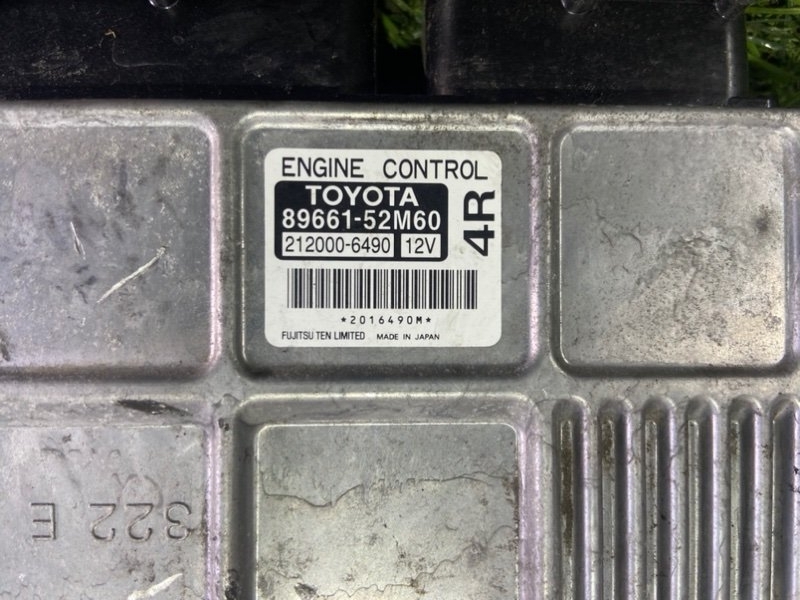 ENGINE CONTROL
TOYOTA
89661-52M60
212000-6490 12V
4R
*2016490M*
FUJITSU TEN LIMITED MADE IN JAPAN
322 E